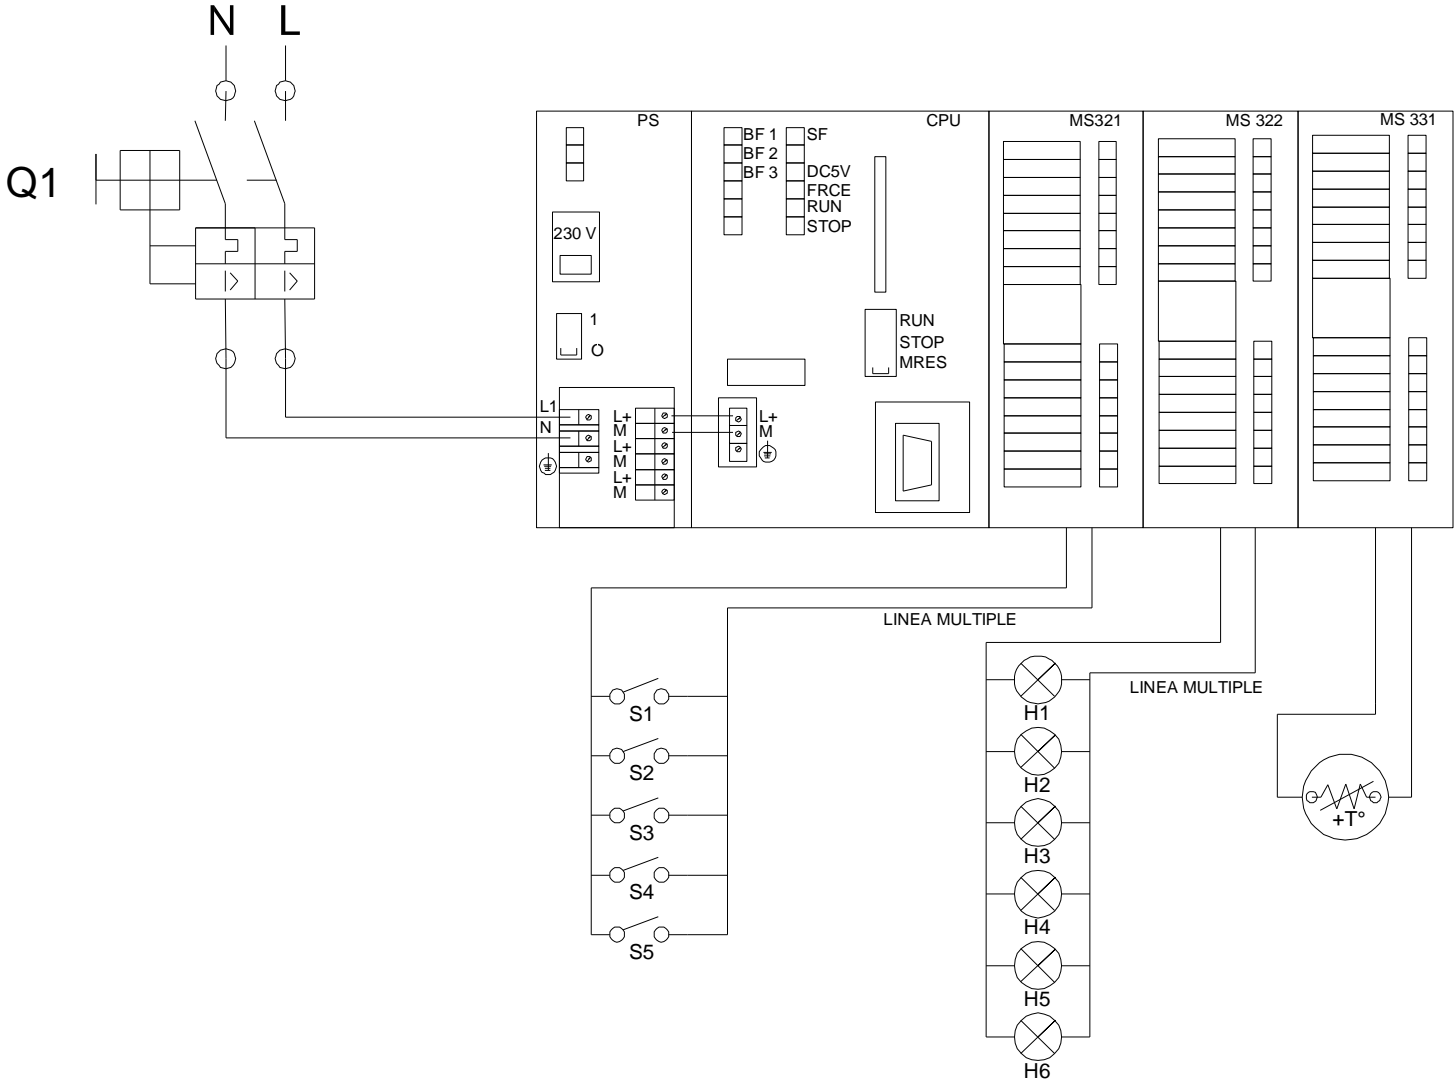 N L
Q1
PS
CPU
MS321
MS 322
MS 331
BF 1
BF 2
BF 3
SF
DC5V
FRCE
RUN
STOP
230 V
1
O
RUN
STOP
MRES
L1
N
L+
M
L+
M
L+
M
L+
M
LINEA MULTIPLE
LINEA MULTIPLE
S1
S2
S3
S4
S5
H1
H2
H3
H4
H5
H6
+T°